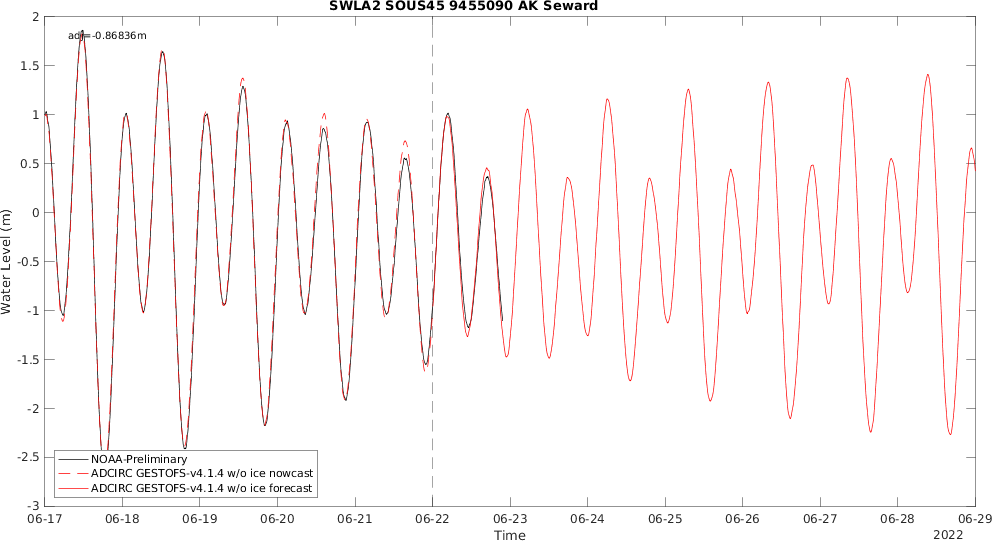 SWLA2 SOUS45 9455090 AK Seward
adj=-0.86836m
2
1.5
1
0.5
0
-0.5
-1
-1.5
-2
-2.5
-3
Water Level (m)
NOAA-Preliminary
ADCIRC GESTOFS-v4.1.4 w/o ice nowcast
ADCIRC GESTOFS-v4.1.4 w/o ice forecast
06-17 06-18 06-19 06-20 06-21 06-22 06-23 06-24 06-25 06-26 06-27 06-28 06-29
Time
2022